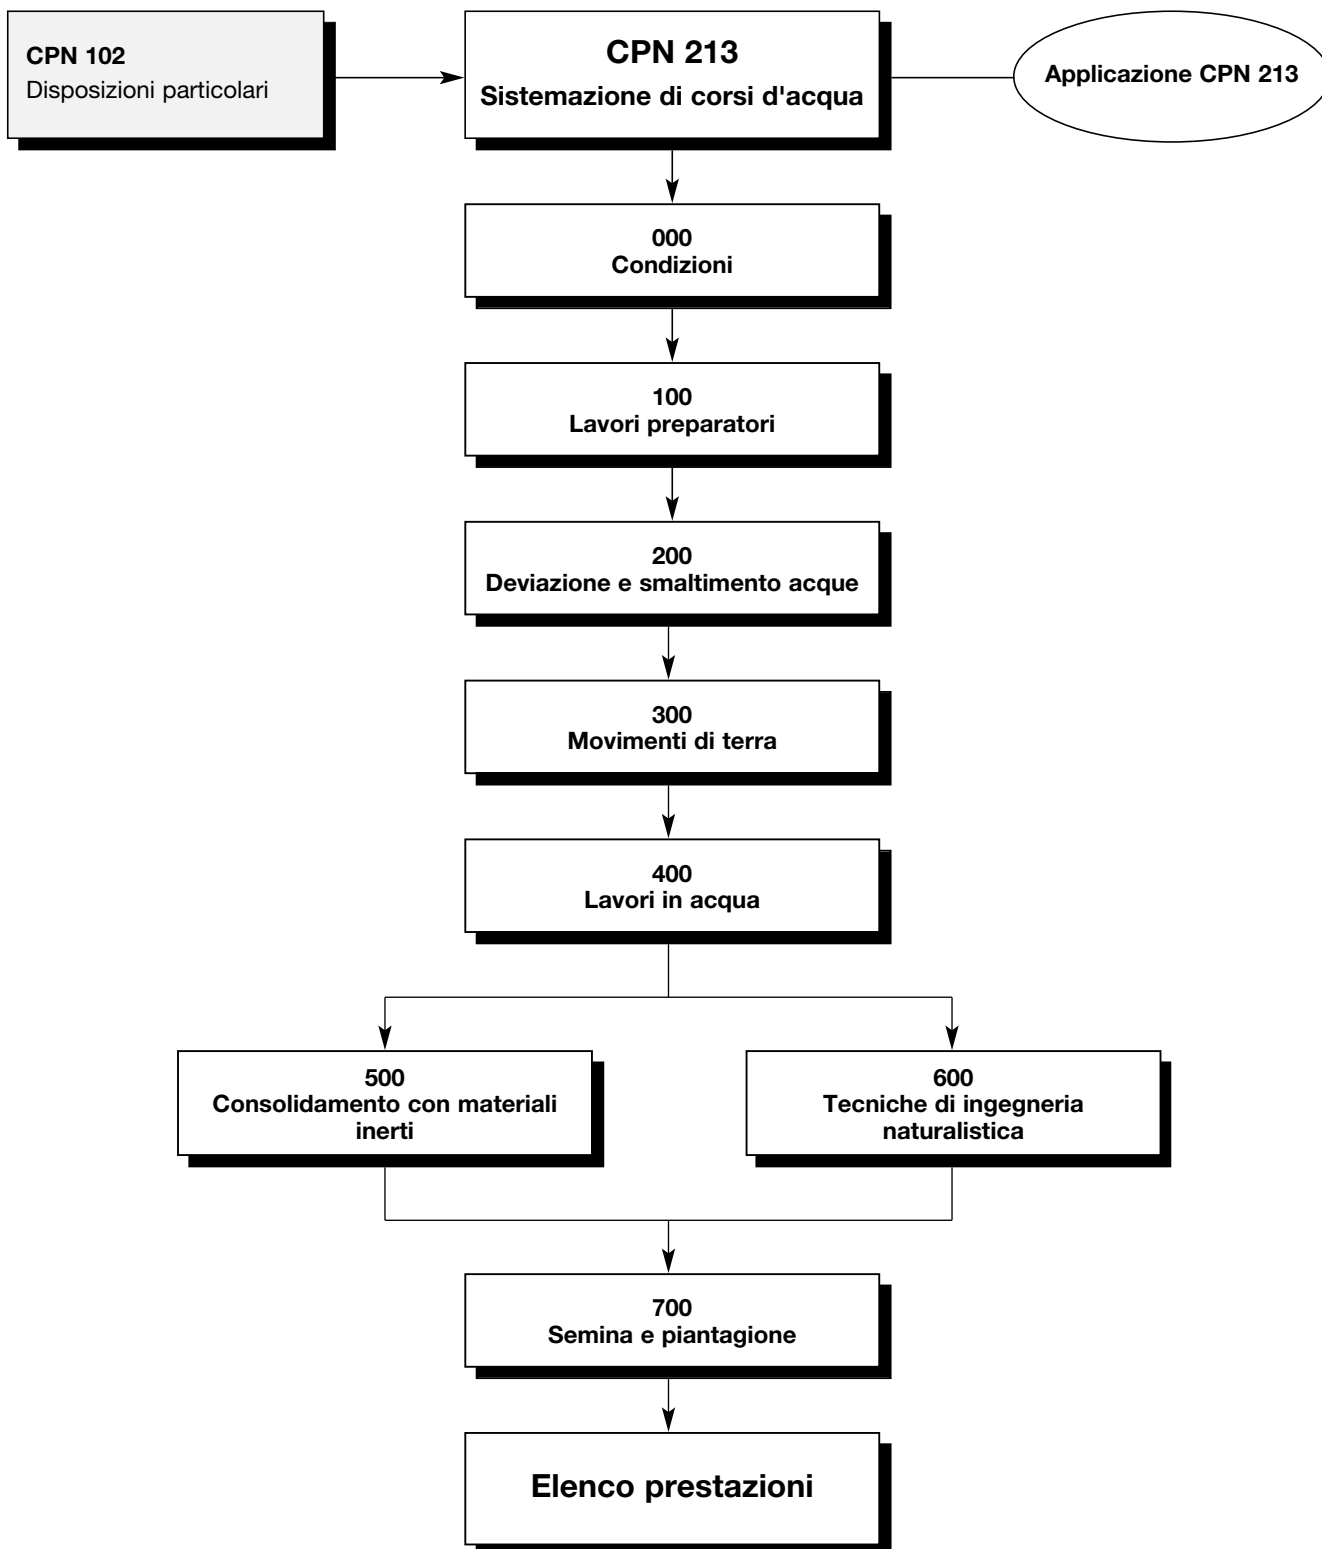 CPN 102
Disposizioni particolari
CPN 213
Sistemazione di corsi d'acqua
Applicazione CPN 213
000
Condizioni
100
Lavori preparatori
200
Deviazione e smaltimento acque
300
Movimenti di terra
400
Lavori in acqua
500
Consolidamento con materiali
inerti
600
Tecniche di ingegneria
naturalistica
700
Semina e piantagione
Elenco prestazioni